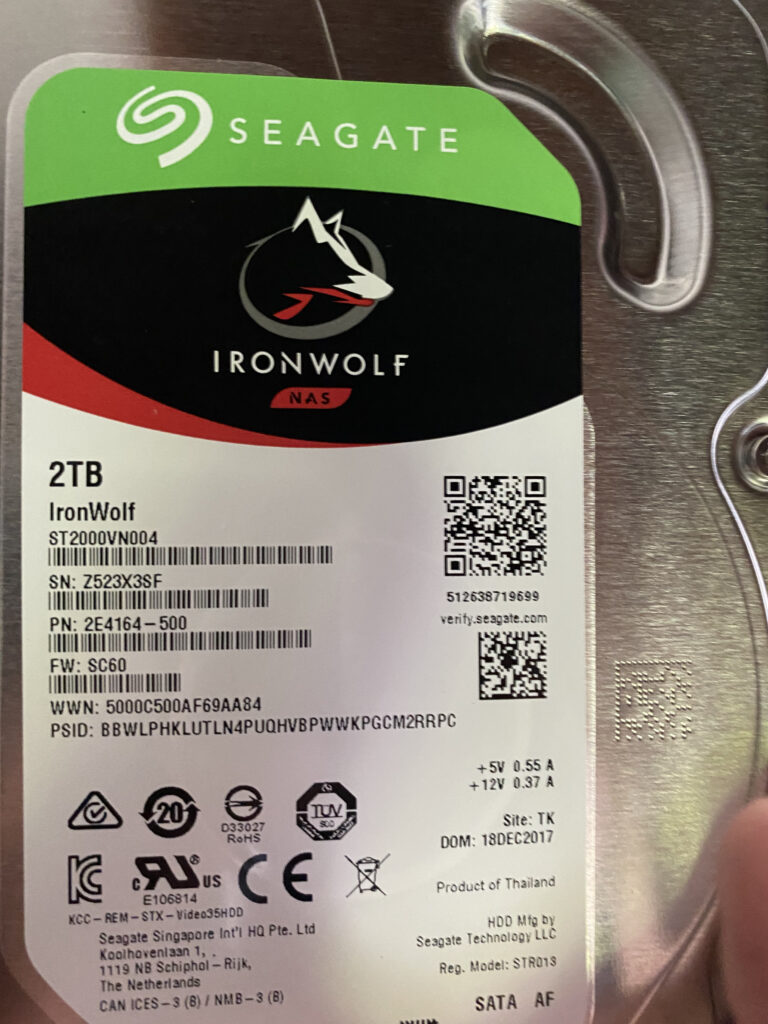 SEAGATE
IRONWOLF
NAS
2TB
IronWolf
ST2000VN004
SN: Z523X3SF
PN: 2E4164-500
FW: SC60
WWN: 5000C500AF69AA84
PSID: BBWLPHKLUTLN4PUQHVBPWWKPGCM2RRPC
512638719699
verify.seagate.com
+5V 0.55 A
+12V 0.37 A
Site: TK
DOM: 18DEC2017
Product of Thailand
HDD Mfg by
Seagate Technology LLC
Reg. Model: STR013
SATA AF
20
D33027
RoHS
TUV
c RU® US
E106814
CE
KCC-REM-STX-Video35HDD
Seagate Singapore Int'l HQ Pte. Ltd
Koolhovenlaan 1, .
1119 NB Schiphol-Rijk,
The Netherlands
CAN ICES-3 (B) / NMB-3 (B)